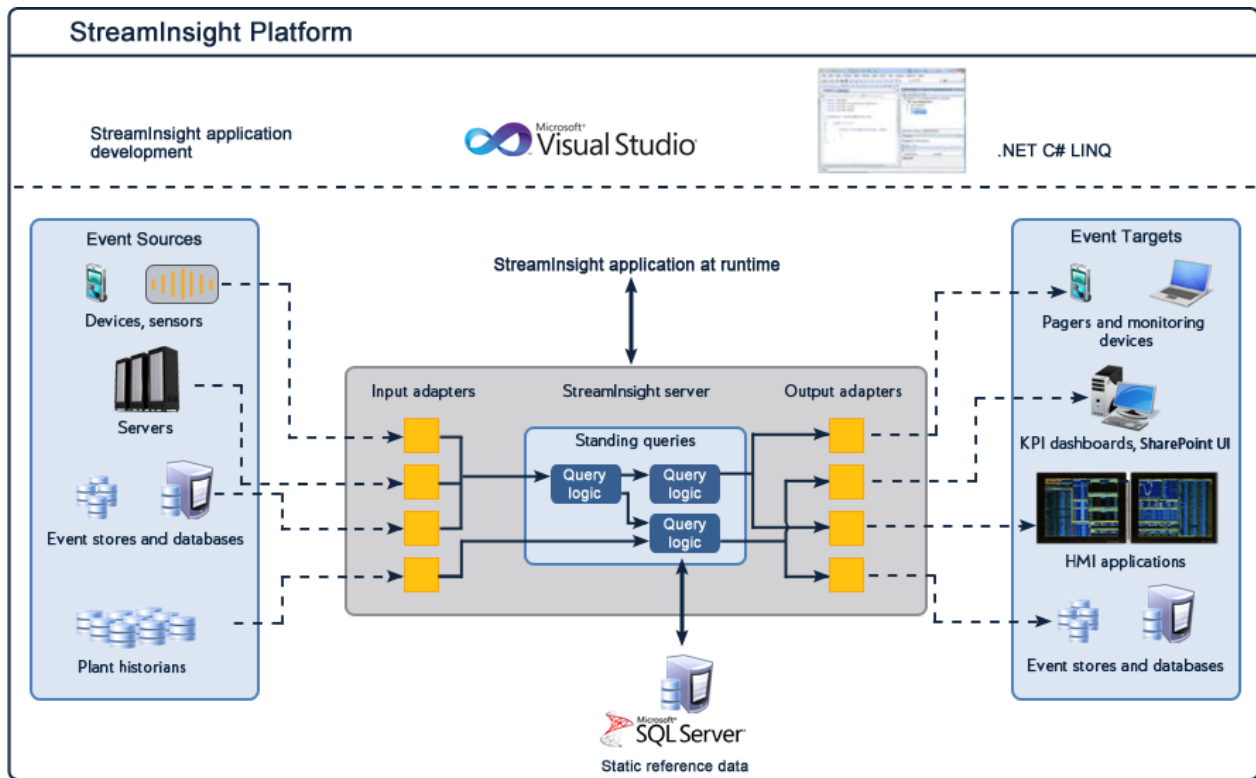 StreamInsight Platform
StreamInsight application
development
Microsoft®
Visual Studio®
.NET C# LINQ
Event Sources
Devices, sensors
Servers
Event stores and databases
Plant historians
StreamInsight application at runtime
Input adapters
StreamInsight server
Output adapters
Standing queries
Query
logic
Query
logic
Query
logic
Microsoft®
SQL Server®
Static reference data
Event Targets
Pagers and monitoring
devices
KPI dashboards, SharePoint UI
HMI applications
Event stores and databases